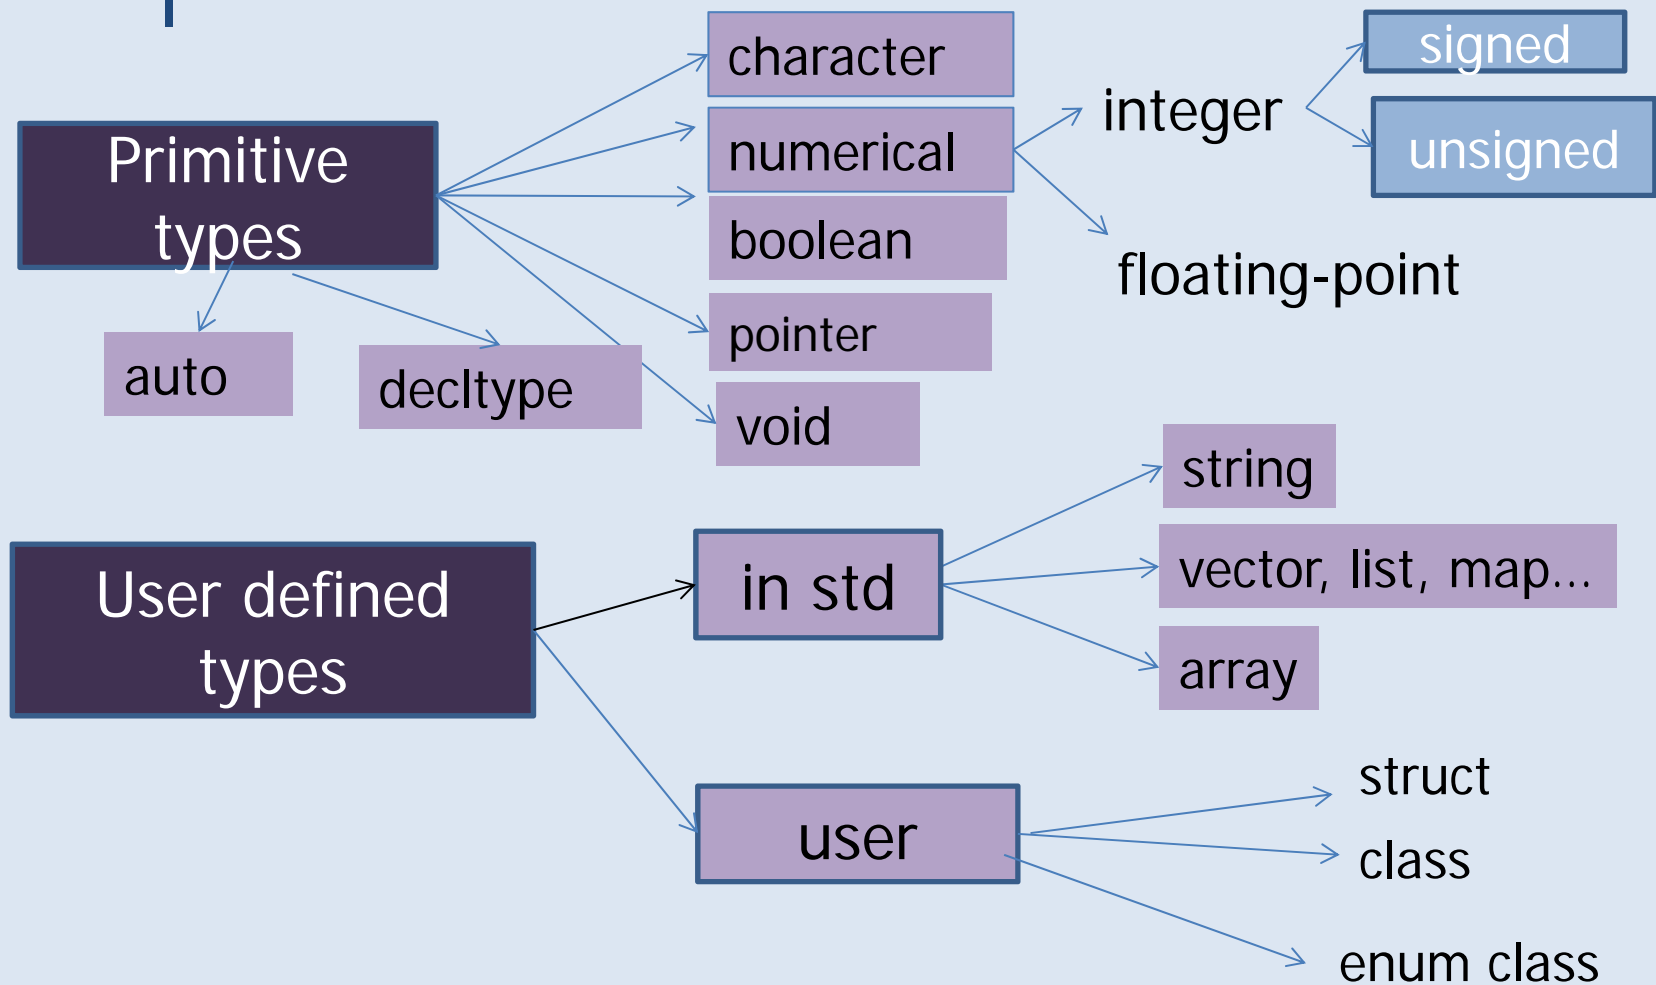 Primitive
types
character
numerical
boolean
pointer
void
integer
floating-point
signed
unsigned
auto
decltype
User defined
types
in std
string
vector, list, map...
array
user
struct
class
enum class